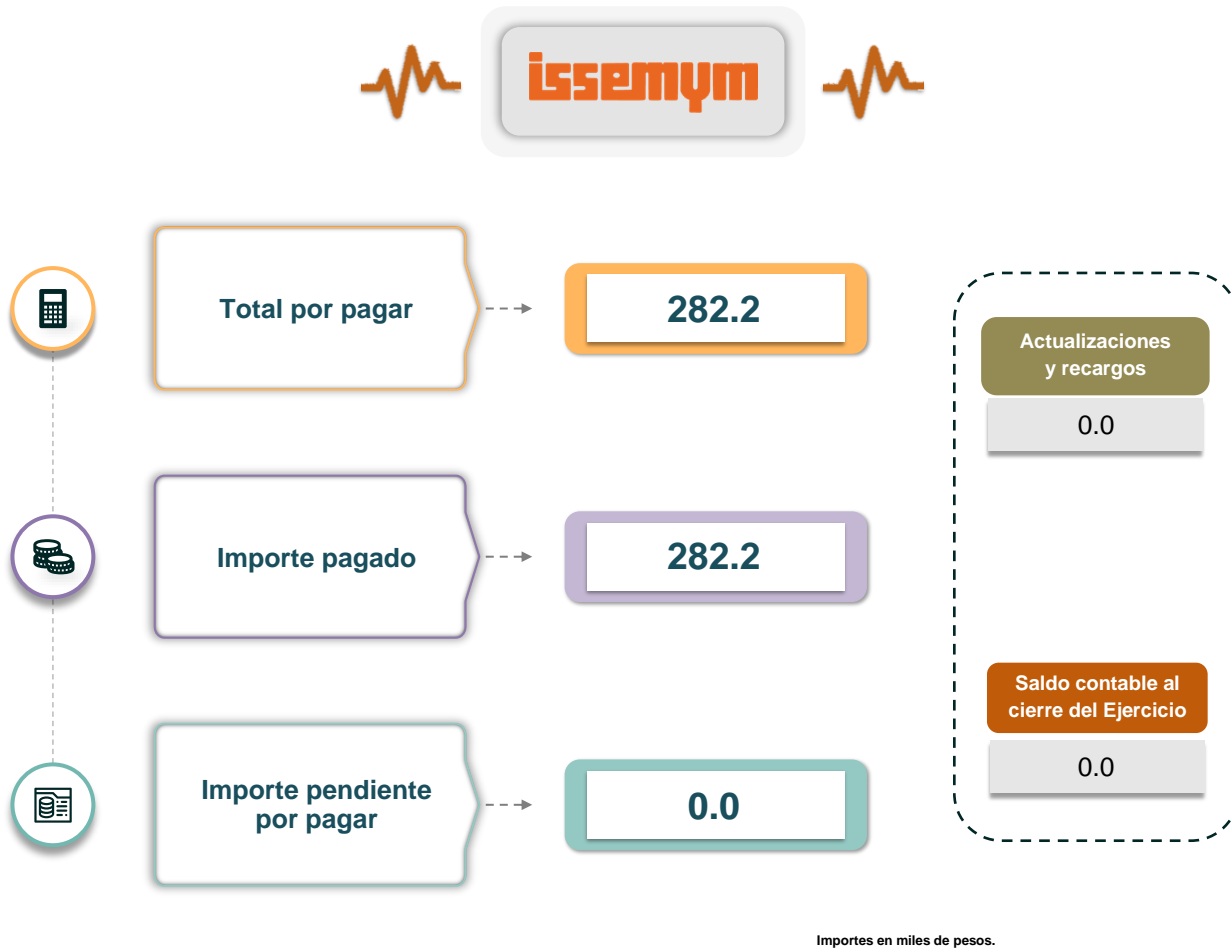 issemym
Total por pagar
282.2
Actualizaciones
y recargos
0.0
Importe pagado
282.2
Saldo contable al
cierre del Ejercicio
0.0
Importe pendiente
por pagar
0.0
Importes en miles de pesos.